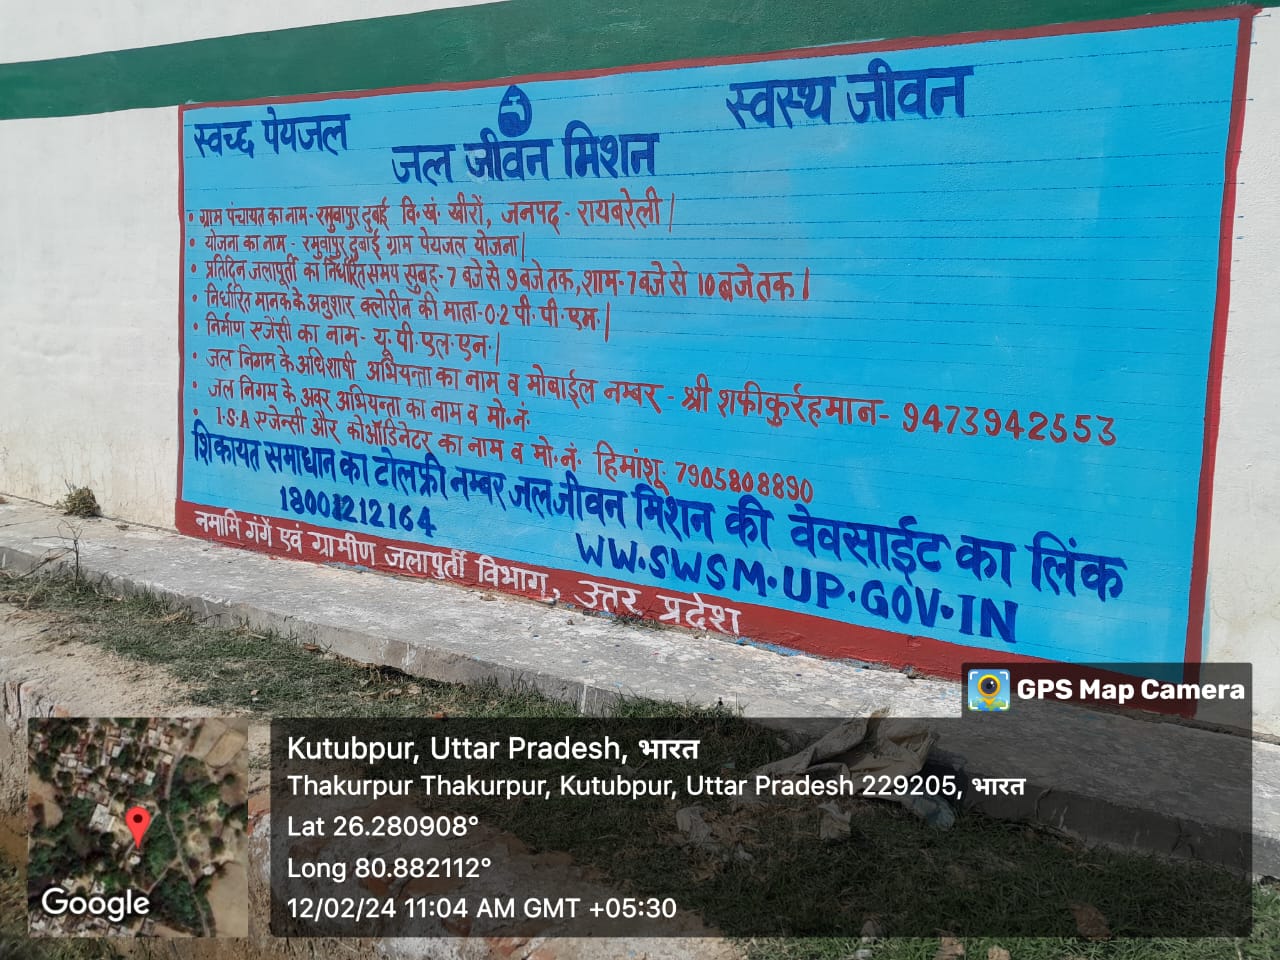 स्वच्छ पेयजल
स्वस्थ जीवन
जल जीवन मिशन
• ग्राम पंचायत का नाम - रमुवापुर दुबाई वि॰खं॰ खीरों, जनपद - रायबरेली।
• योजना का नाम - रमुवापुर दुबाई ग्राम पेयजल योजना।
• प्रतिदिन जलापूर्ती का निर्धारित समय सुबह - 7 बजे से 9 बजे तक, शाम - 7 बजे से 10 बजे तक।
• निर्धारित मानक के अनुशार क्लोरीन की माता - 0.2 पी॰पी॰एम॰।
• निर्माण एजेंसी का नाम - यू॰पी॰एल॰एन॰।
• जल निगम के अधिशाषी अभियन्ता का नाम व मोबाईल नम्बर - श्री शफीकुर्रहमान - 9473942553
• जल निगम के अवर अभियन्ता का नाम व मो॰नं॰
• I.S.A एजेन्सी और कोऑडिनेटर का नाम व मो॰नं॰ हिमांशू 7905808890
शिकायत समाधान का टोलफ्री नम्बर जल जीवन मिशन की वेवसाईट का लिंक
18001212164
WW.SWSM.UP.GOV.IN
नमामि गंगें एवं ग्रामीण जलापुर्ती विभाग, उत्तर प्रदेश
GPS Map Camera
Kutubpur, Uttar Pradesh, भारत
Thakurpur Thakurpur, Kutubpur, Uttar Pradesh 229205, भारत
Lat 26.280908°
Long 80.882112°
12/02/24 11:04 AM GMT +05:30
Google